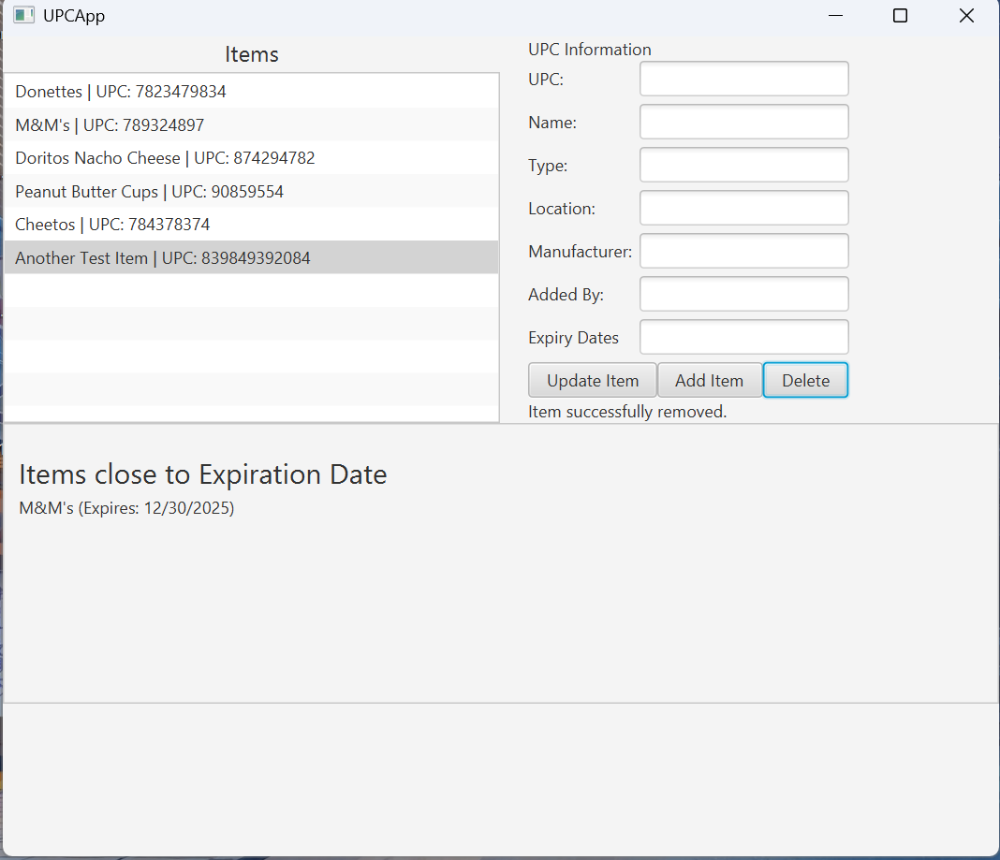 UPCApp
Items
Donettes | UPC: 7823479834
M&M's | UPC: 789324897
Doritos Nacho Cheese | UPC: 874294782
Peanut Butter Cups | UPC: 90859554
Cheetos | UPC: 784378374
Another Test Item | UPC: 839849392084
UPC Information
UPC:
Name:
Type:
Location:
Manufacturer:
Added By:
Expiry Dates
Update Item Add Item Delete
Item successfully removed.
Items close to Expiration Date
M&M's (Expires: 12/30/2025)